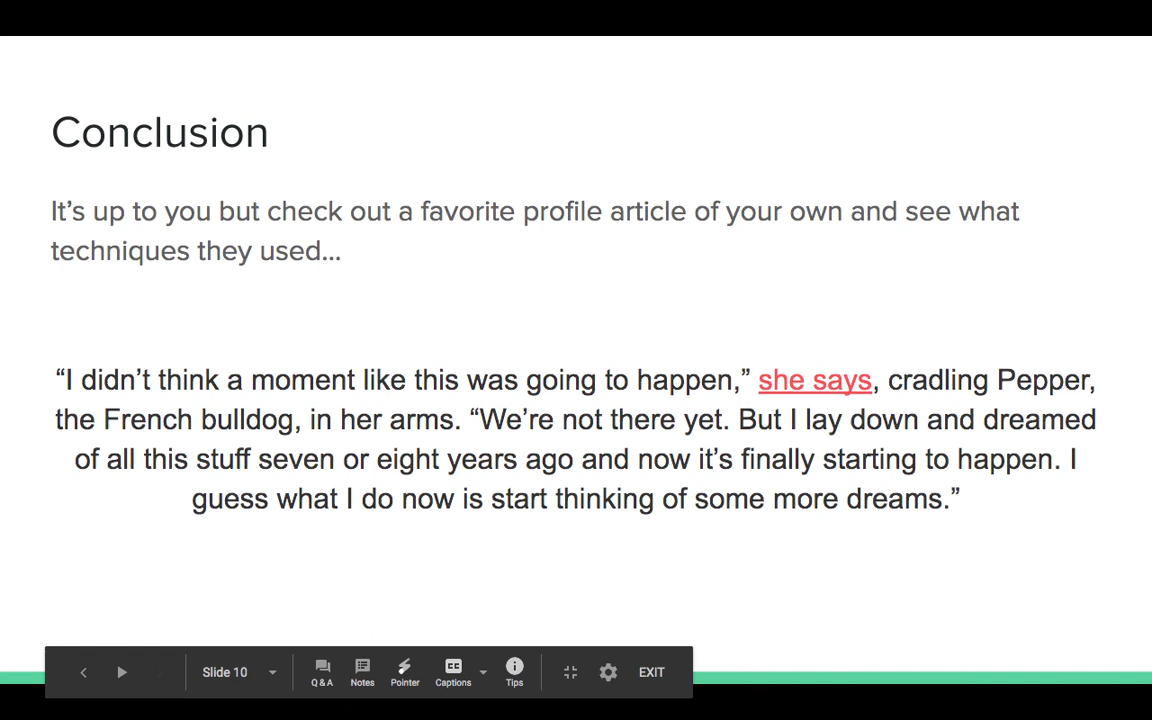 Conclusion
It’s up to you but check out a favorite profile article of your own and see what
techniques they used...
“I didn’t think a moment like this was going to happen,” she says, cradling Pepper,
the French bulldog, in her arms. “We’re not there yet. But I lay down and dreamed
of all this stuff seven or eight years ago and now it’s finally starting to happen. I
guess what I do now is start thinking of some more dreams.”
Slide 10
Q & A
Notes
Pointer
CC
Captions
Tips
EXIT